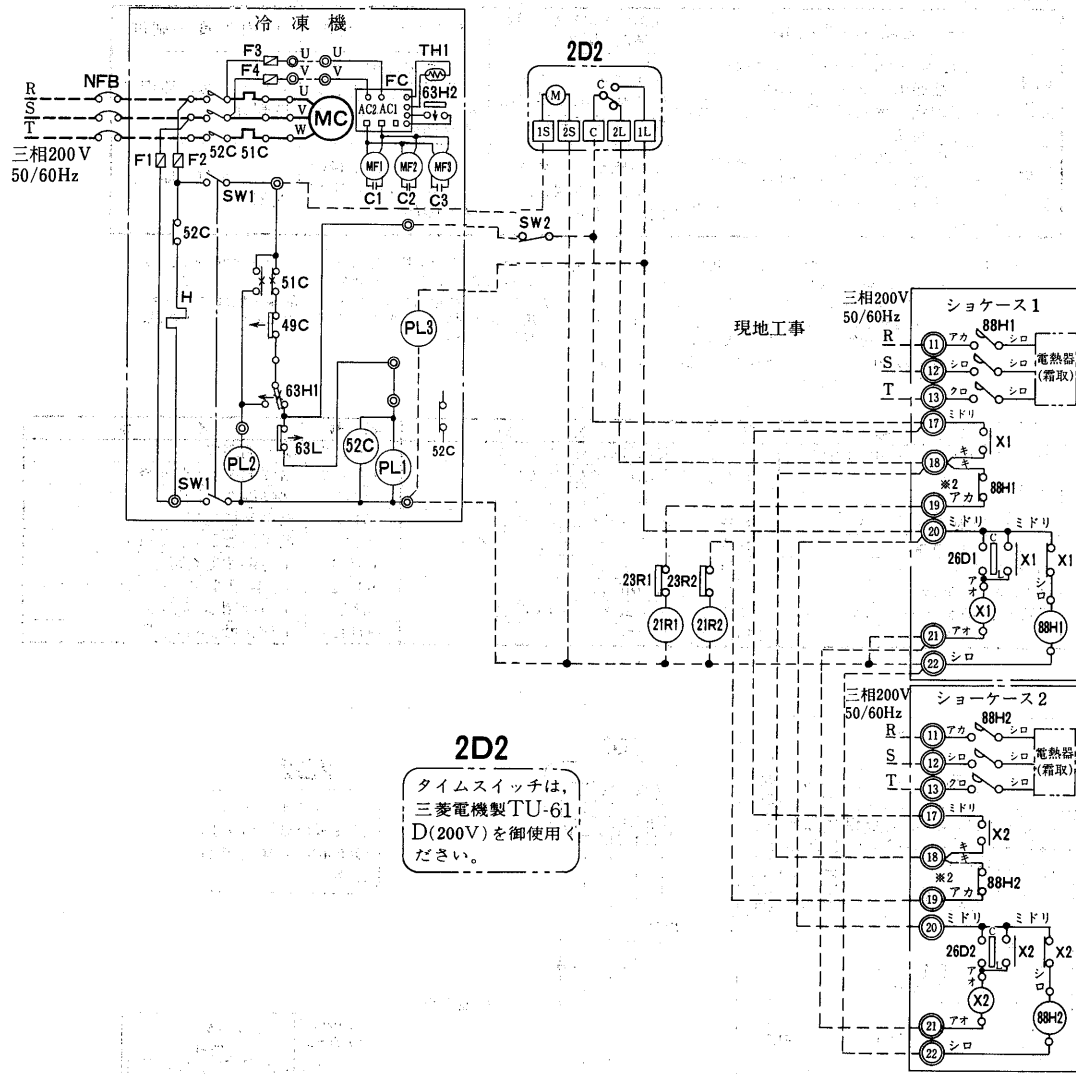 冷凍機
F3 U U
F4 V V
TH1
FC
63H2
AC2 AC1
NFB
R
S
T
U
V
W
MC
三相200V
50/60Hz
F1
F2
52C 51C
MF1
MF2
MF3
C1
C2
C3
SW1
52C
H
51C
49C
63H1
63L
PL2
52C
PL1
PL3
52C
SW1
2D2
M
C
1S
2S
C
2L
1L
SW2
現地工事
23R1
23R2
21R1
21R2
2D2
タイムスイッチは,
三菱電機製TU-61
D(200V)を御使用く
ださい。
三相200V
50/60Hz
ショケース1
88H1
R 11 アカ シロ
S 12 シロ シロ
T 13 クロ シロ
電熱器
(霜取)
17 ミドリ
X1
18 キ
キ
※2
88H1
19 アカ
20 ミドリ ミドリ
C
26D1
L
X1
X1
アオ
シロ
X1
88H1
21 アオ
22 シロ
三相200V
50/60Hz
ショーケース2
88H2
R 11 アカ シロ
S 12 シロ シロ
T 13 クロ シロ
電熱器
(霜取)
17 ミドリ
X2
18 キ
キ
※2
88H2
19 アカ
20 ミドリ ミドリ
C
26D2
L
X2
X2
アオ
シロ
X2
88H2
21 アオ
22 シロ